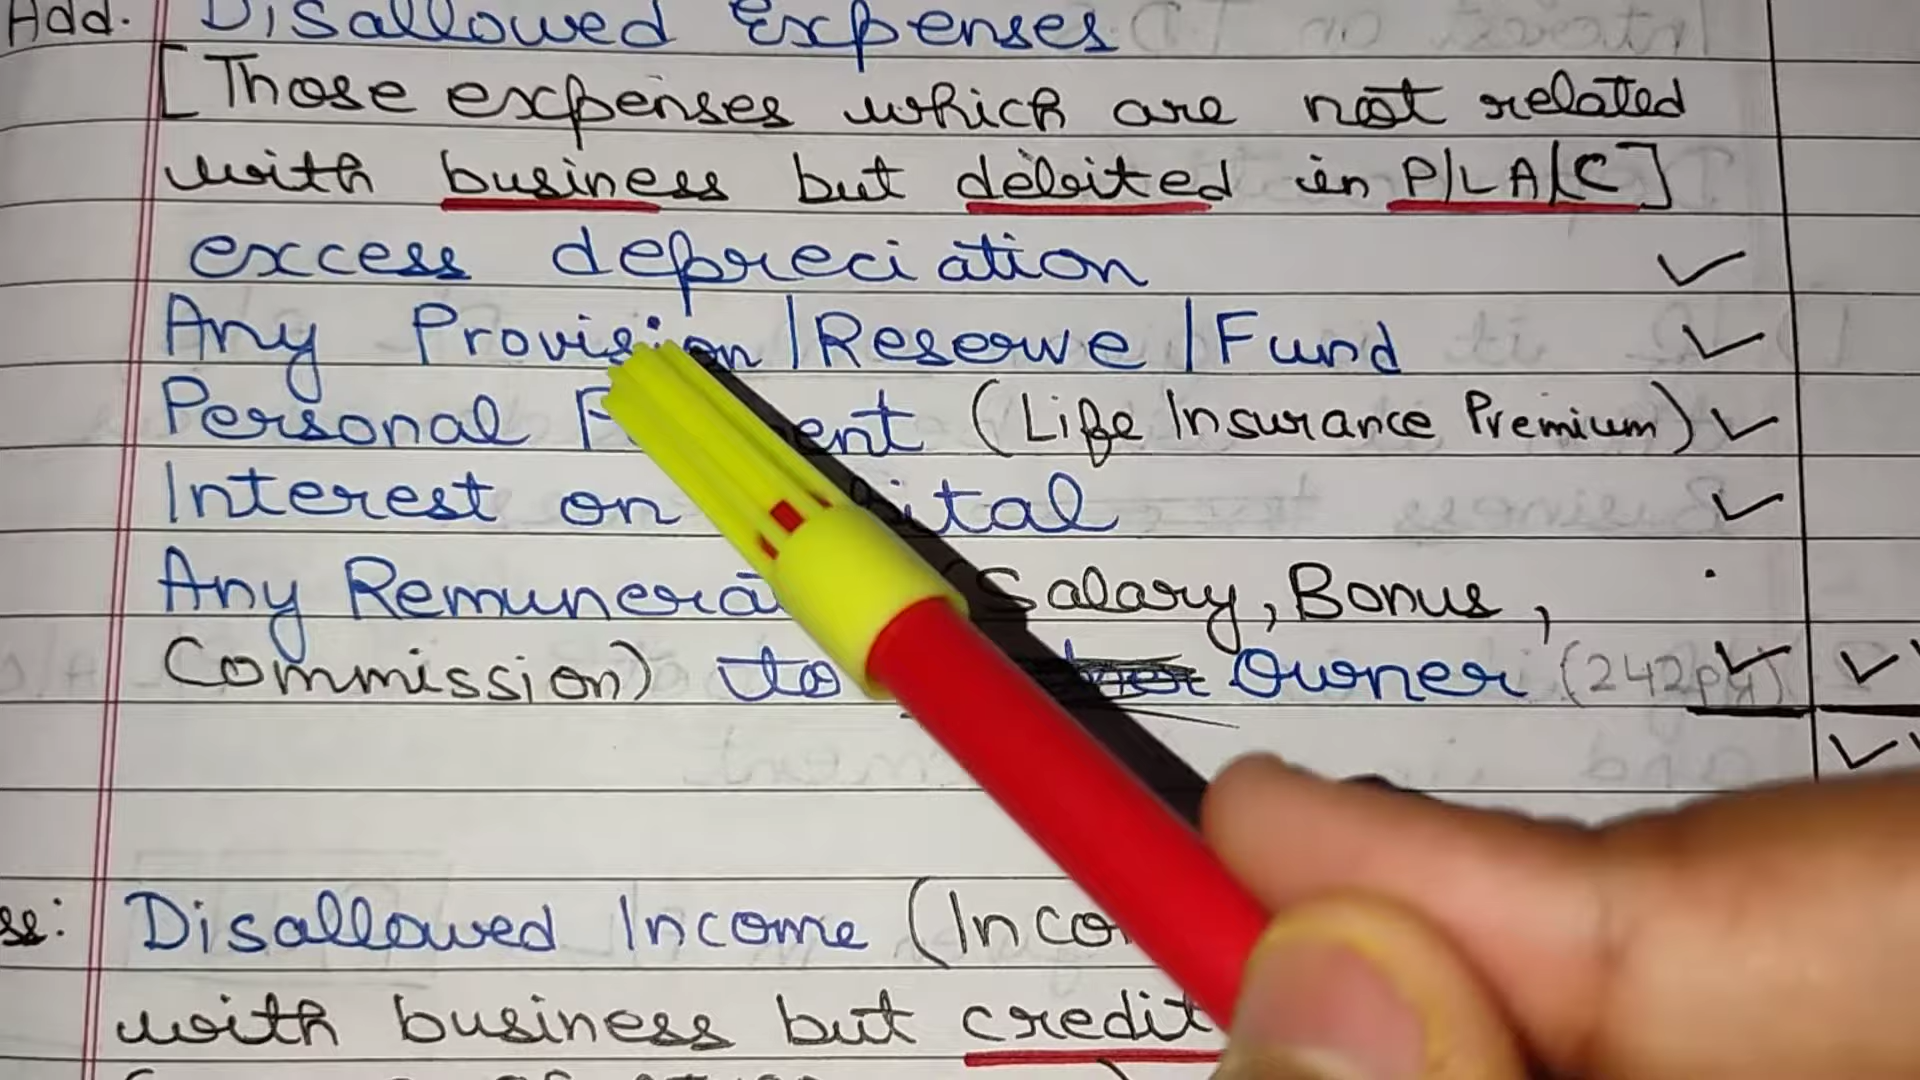 Add. Disallowed Expenses
[Those expenses which are not related
with business but debited in P/L A/C]
excess depreciation
Any Provision/Reserve/Fund
Personal (Life Insurance Premium)
Interest on
Any (Salary, Bonus,
Commission) to Owner (242
Disallowed Income (
with business but credit